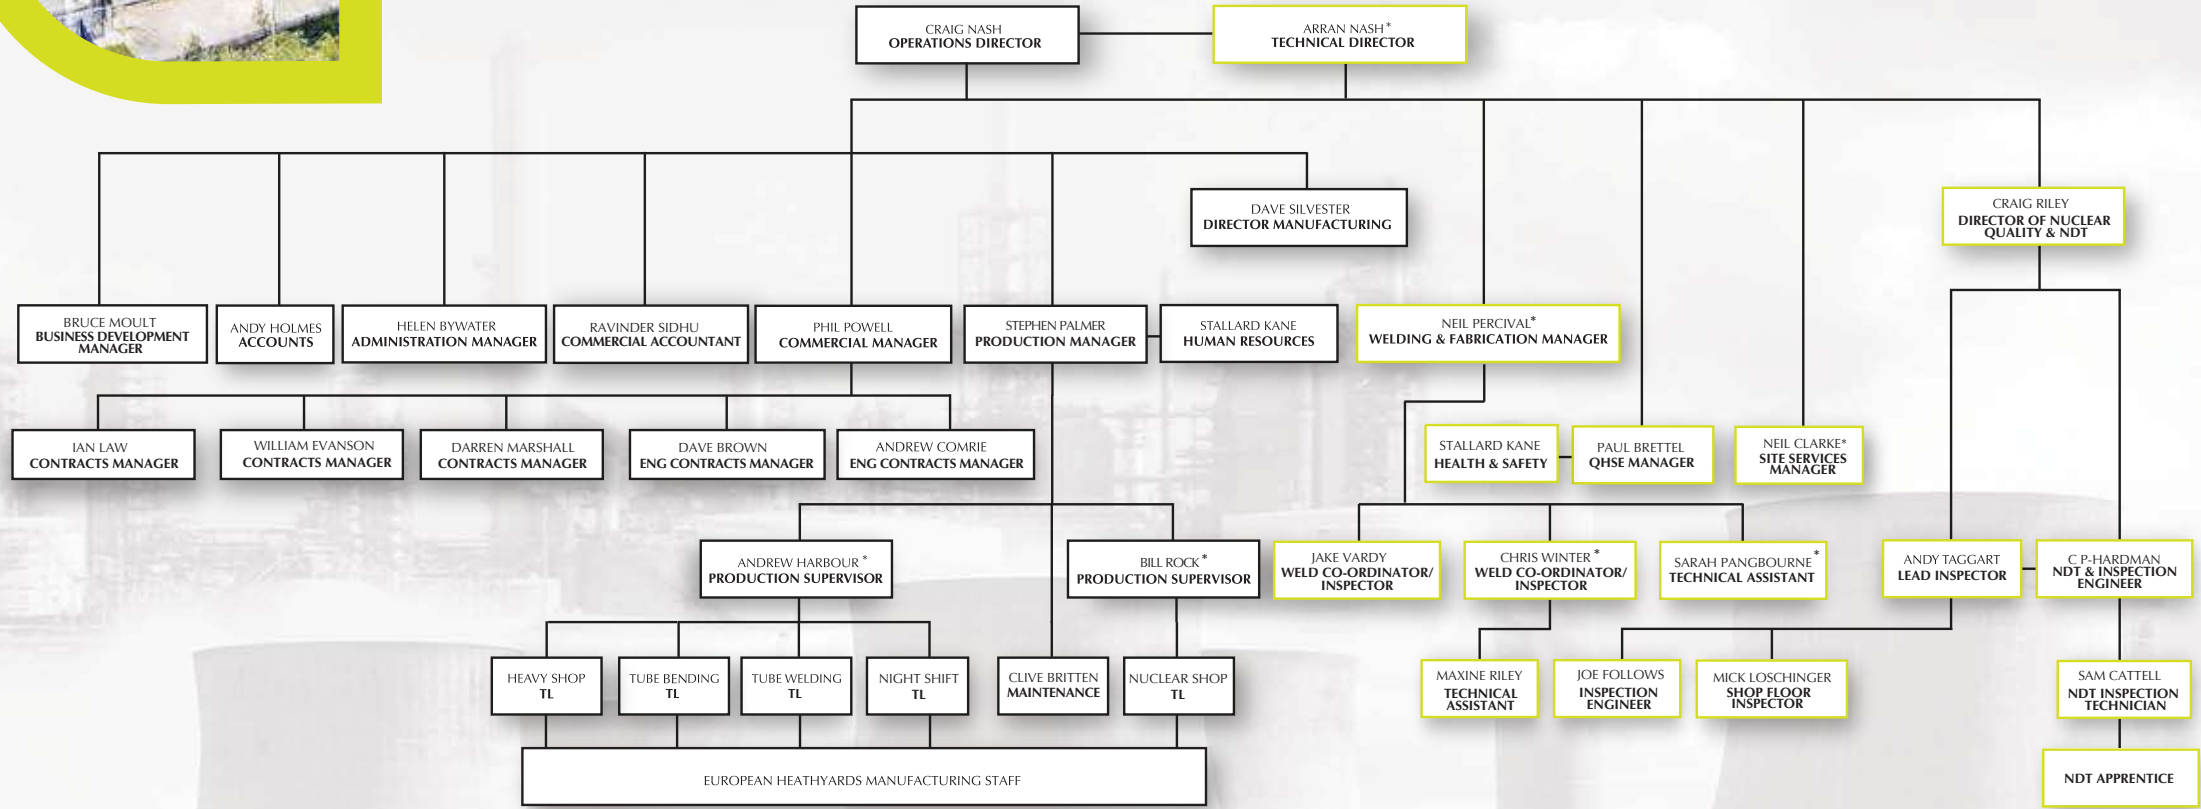 CRAIG NASH
OPERATIONS DIRECTOR
ARRAN NASH*
TECHNICAL DIRECTOR
DAVE SILVESTER
DIRECTOR MANUFACTURING
CRAIG RILEY
DIRECTOR OF NUCLEAR
QUALITY & NDT
BRUCE MOULT
BUSINESS DEVELOPMENT
MANAGER
ANDY HOLMES
ACCOUNTS
HELEN BYWATER
ADMINISTRATION MANAGER
RAVINDER SIDHU
COMMERCIAL ACCOUNTANT
PHIL POWELL
COMMERCIAL MANAGER
STEPHEN PALMER
PRODUCTION MANAGER
STALLARD KANE
HUMAN RESOURCES
NEIL PERCIVAL*
WELDING & FABRICATION MANAGER
IAN LAW
CONTRACTS MANAGER
WILLIAM EVANSON
CONTRACTS MANAGER
DARREN MARSHALL
CONTRACTS MANAGER
DAVE BROWN
ENG CONTRACTS MANAGER
ANDREW COMRIE
ENG CONTRACTS MANAGER
STALLARD KANE
HEALTH & SAFETY
PAUL BRETTEL
QHSE MANAGER
NEIL CLARKE*
SITE SERVICES
MANAGER
ANDREW HARBOUR *
PRODUCTION SUPERVISOR
BILL ROCK *
PRODUCTION SUPERVISOR
JAKE VARDY
WELD CO-ORDINATOR/
INSPECTOR
CHRIS WINTER *
WELD CO-ORDINATOR/
INSPECTOR
SARAH PANGBOURNE *
TECHNICAL ASSISTANT
ANDY TAGGART
LEAD INSPECTOR
C P-HARDMAN
NDT & INSPECTION
ENGINEER
HEAVY SHOP
TL
TUBE BENDING
TL
TUBE WELDING
TL
NIGHT SHIFT
TL
CLIVE BRITTEN
MAINTENANCE
NUCLEAR SHOP
TL
MAXINE RILEY
TECHNICAL
ASSISTANT
JOE FOLLOWS
INSPECTION
ENGINEER
MICK LOSCHINGER
SHOP FLOOR
INSPECTOR
SAM CATTELL
NDT INSPECTION
TECHNICIAN
EUROPEAN HEATHYARDS MANUFACTURING STAFF
NDT APPRENTICE